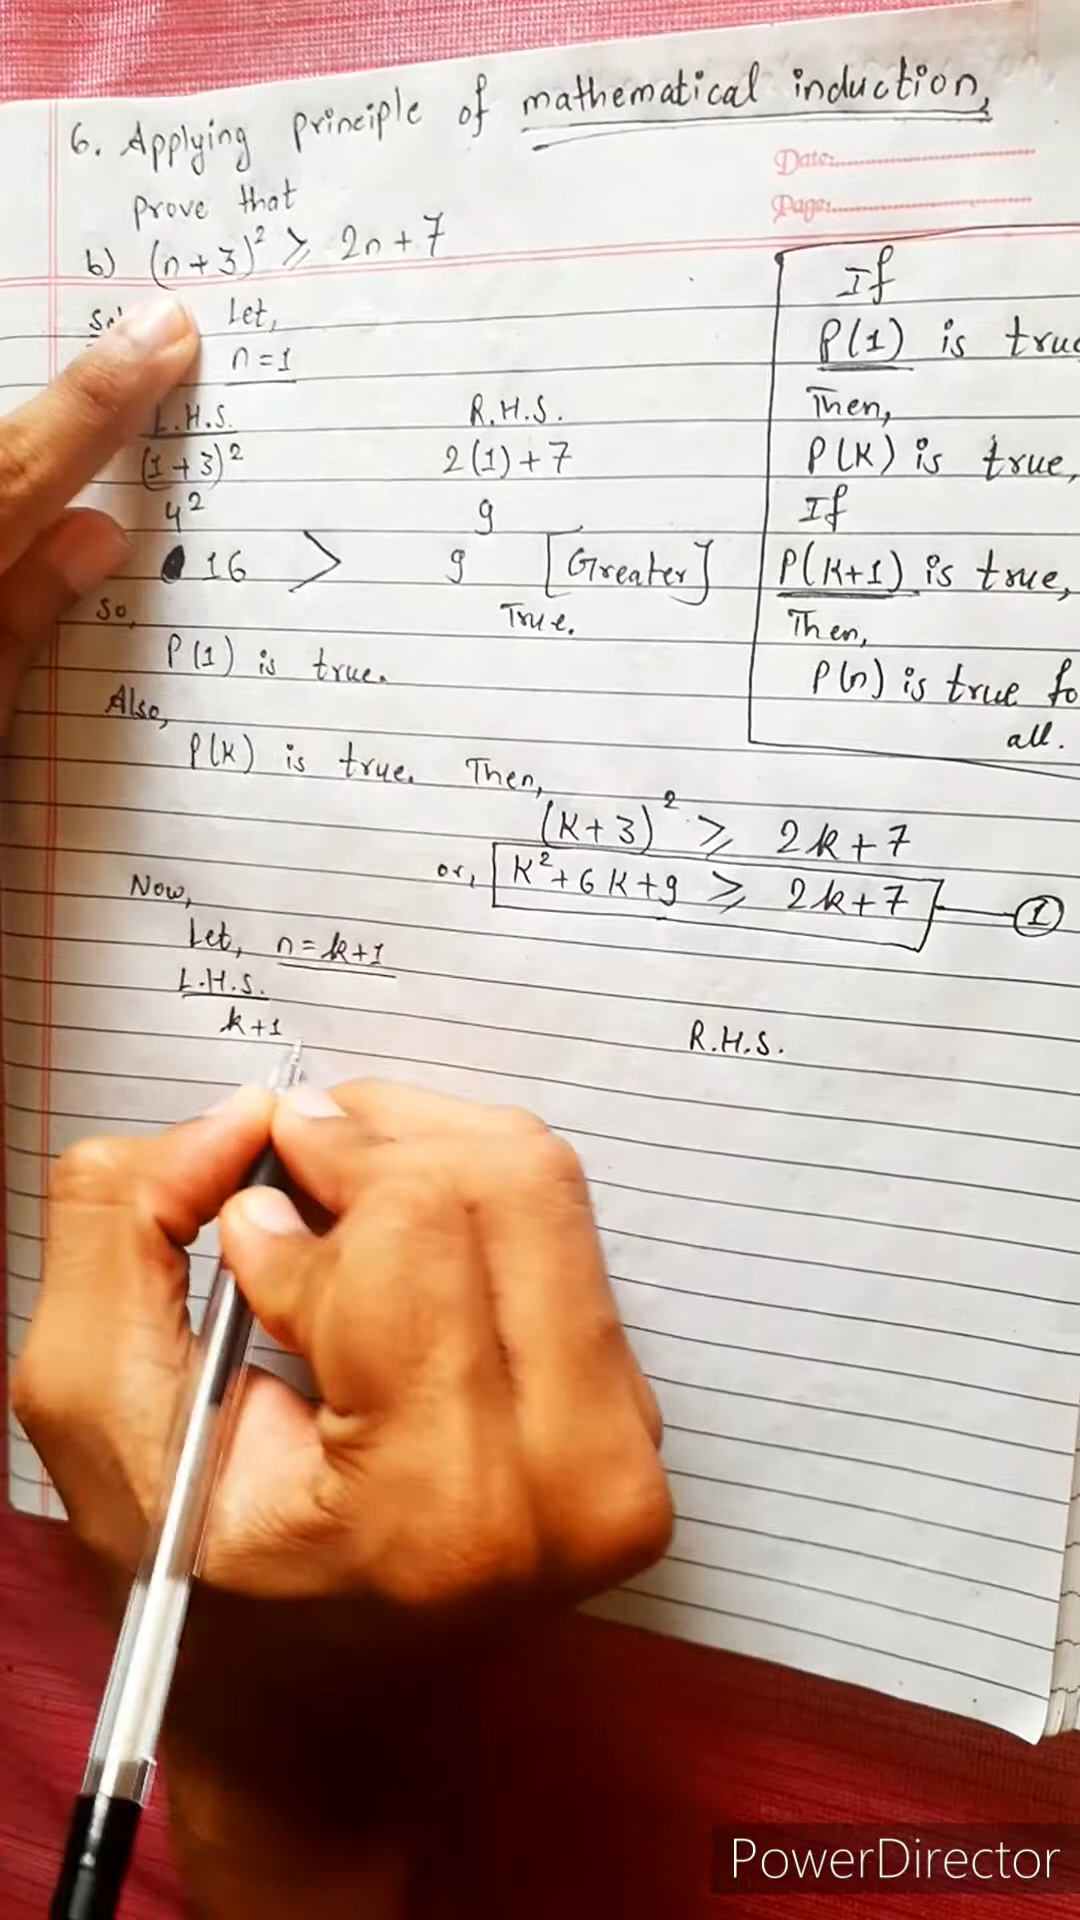 6. Applying principle of mathematical induction,
prove that
Date:
Page:
b) (n+3)² ≥ 2n+7
Let,
n=1
L.H.S. R.H.S.
(1+3)² 2(1)+7
4² 9
16 > 9 [Greater]
True.
So,
P(1) is true.
Also,
P(K) is true. Then,
(K+3)² ≥ 2k+7
or, K²+6K+9 ≥ 2k+7 ①
If
P(1) is true
Then,
P(K) is true,
If
P(K+1) is true,
Then,
P(n) is true fo
all.
Now,
Let, n=k+1
L.H.S. R.H.S.
k+1
PowerDirector